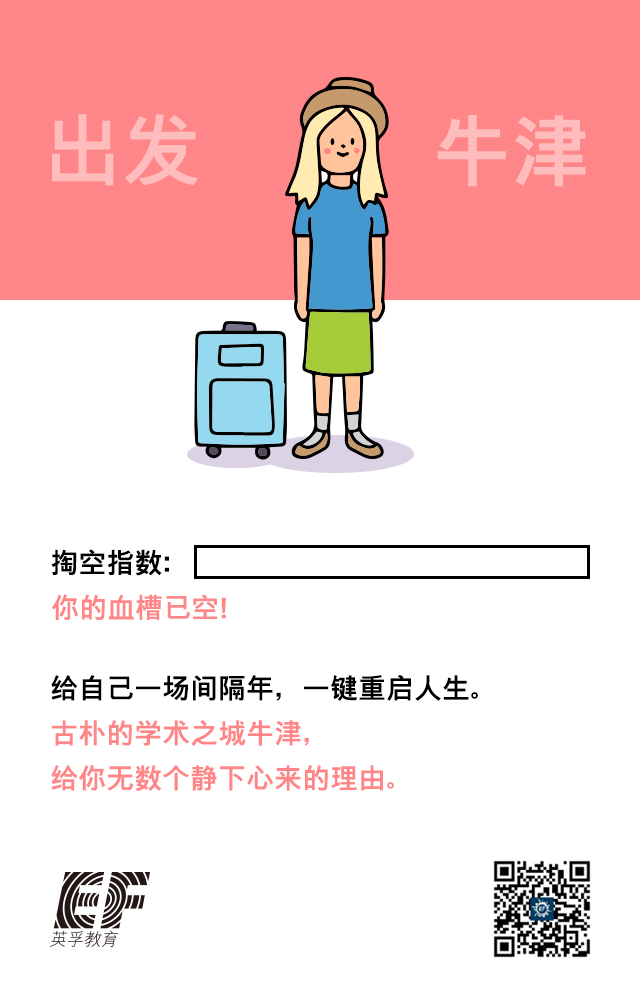 出发 牛津
掏空指数:
你的血槽已空!
给自己一场间隔年，一键重启人生。
古朴的学术之城牛津，
给你无数个静下心来的理由。
EF
英孚教育